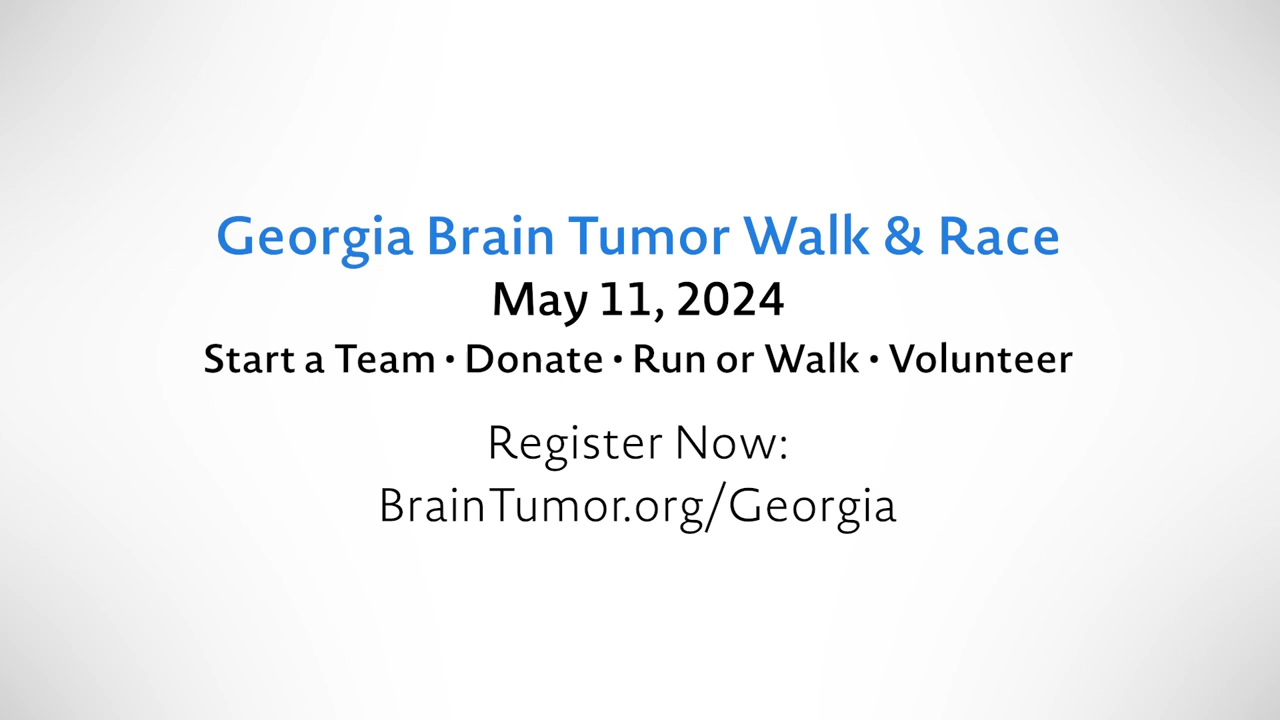 Georgia Brain Tumor Walk & Race
May 11, 2024
Start a Team • Donate • Run or Walk • Volunteer
Register Now:
BrainTumor.org/Georgia